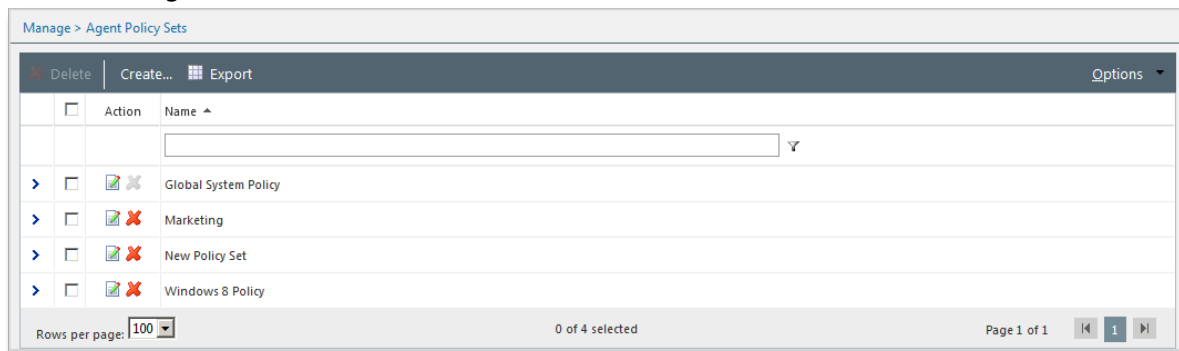 Manage > Agent Policy Sets
Delete Create... Export Options
Action Name
Global System Policy
Marketing
New Policy Set
Windows 8 Policy
Rows per page: 100 0 of 4 selected Page 1 of 1 1